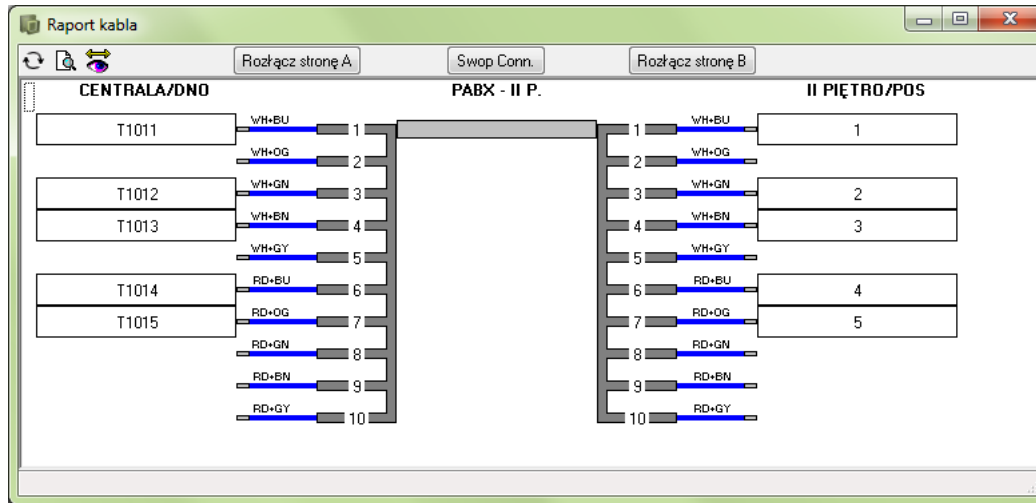 Raport kabla
Rozłącz stronę A Swop Conn. Rozłącz stronę B
CENTRALA/DNO PABX - II P. II PIĘTRO/POS
T1011 WH+BU 1 1 WH+BU 1
WH+OG 2 2 WH+OG
T1012 WH+GN 3 3 WH+GN 2
T1013 WH+BN 4 4 WH+BN 3
WH+GY 5 5 WH+GY
T1014 RD+BU 6 6 RD+BU 4
T1015 RD+OG 7 7 RD+OG 5
RD+GN 8 8 RD+GN
RD+BN 9 9 RD+BN
RD+GY 10 10 RD+GY